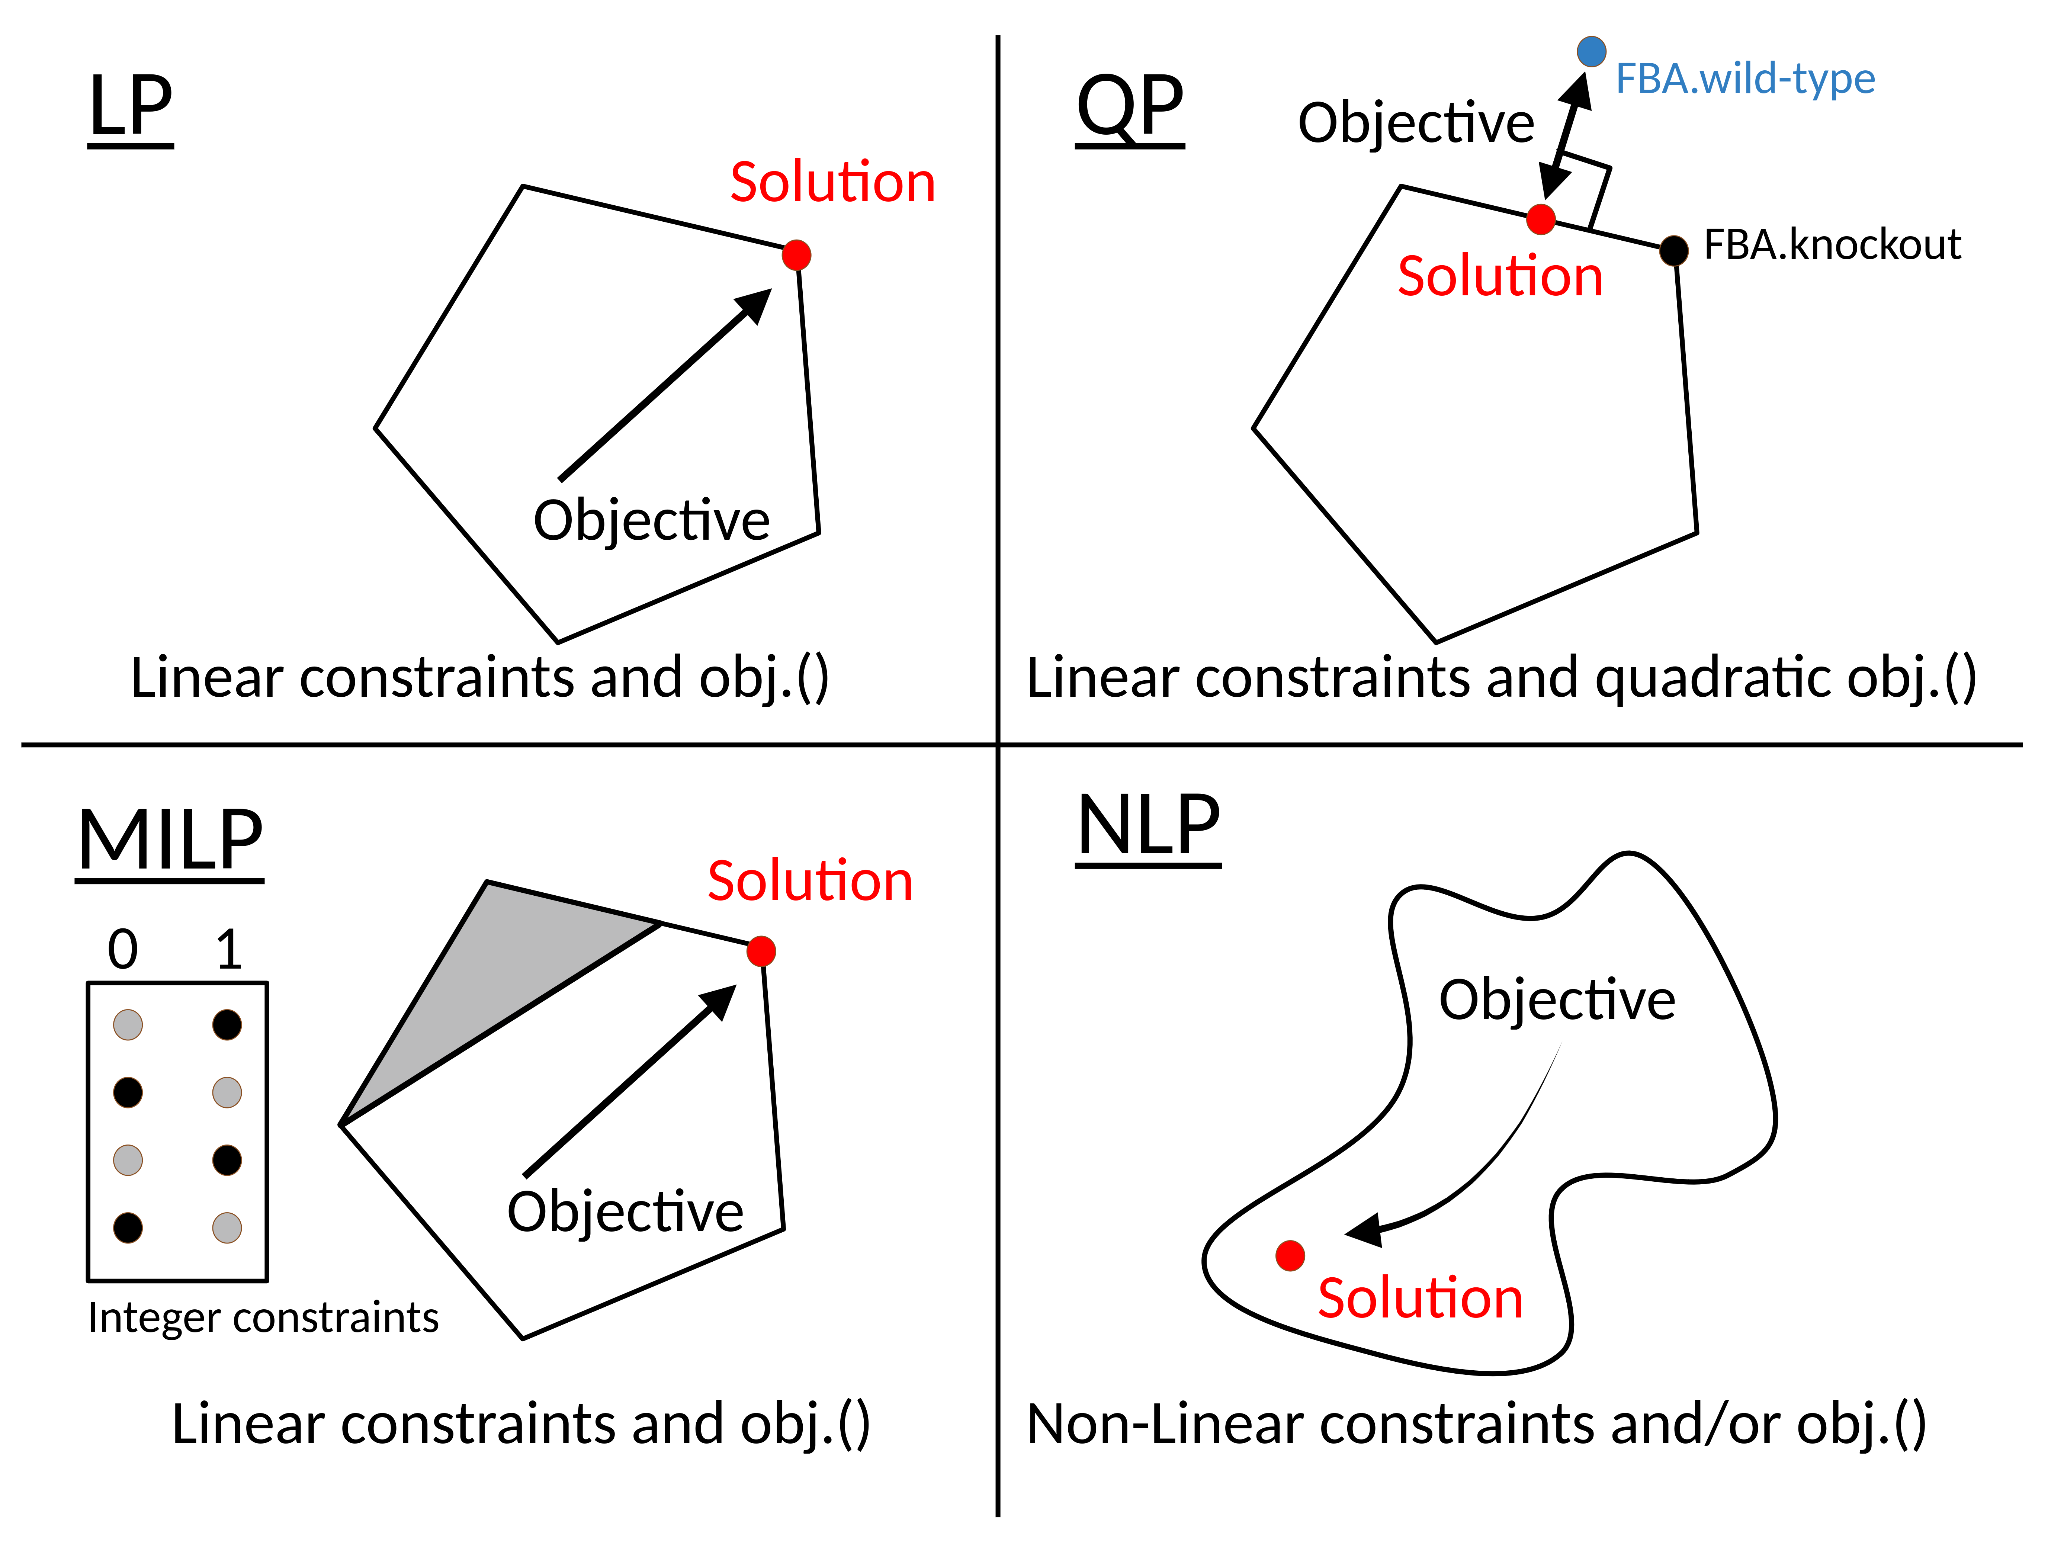 LP
Solution
Objective
Linear constraints and obj.()
QP
FBA.wild-type
Objective
FBA.knockout
Solution
Linear constraints and quadratic obj.()
MILP
Solution
0 1
Objective
Integer constraints
Linear constraints and obj.()
NLP
Objective
Solution
Non-Linear constraints and/or obj.()